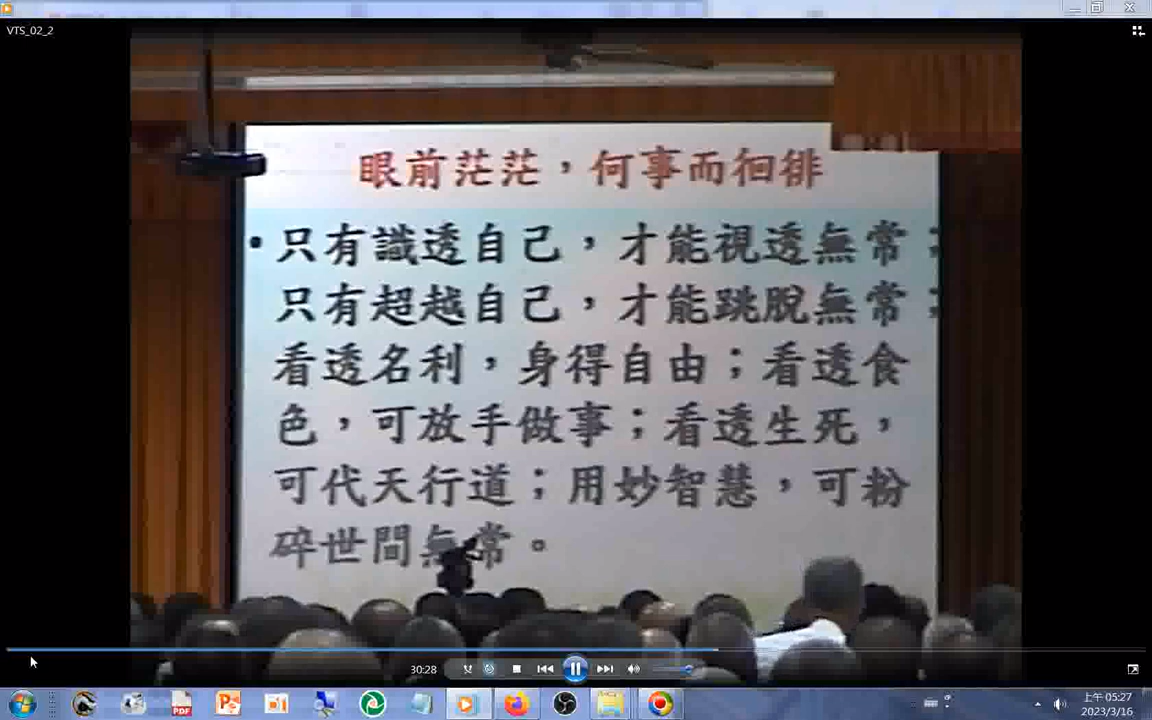 VTS_02_2
眼前茫茫，何事而徊徘
•只有識透自己，才能視透無常；
只有超越自己，才能跳脫無常；
看透名利，身得自由；看透食
色，可放手做事；看透生死，
可代天行道；用妙智慧，可粉
碎世間無常。
30:28
PDF
上午 05:27
2023/3/16